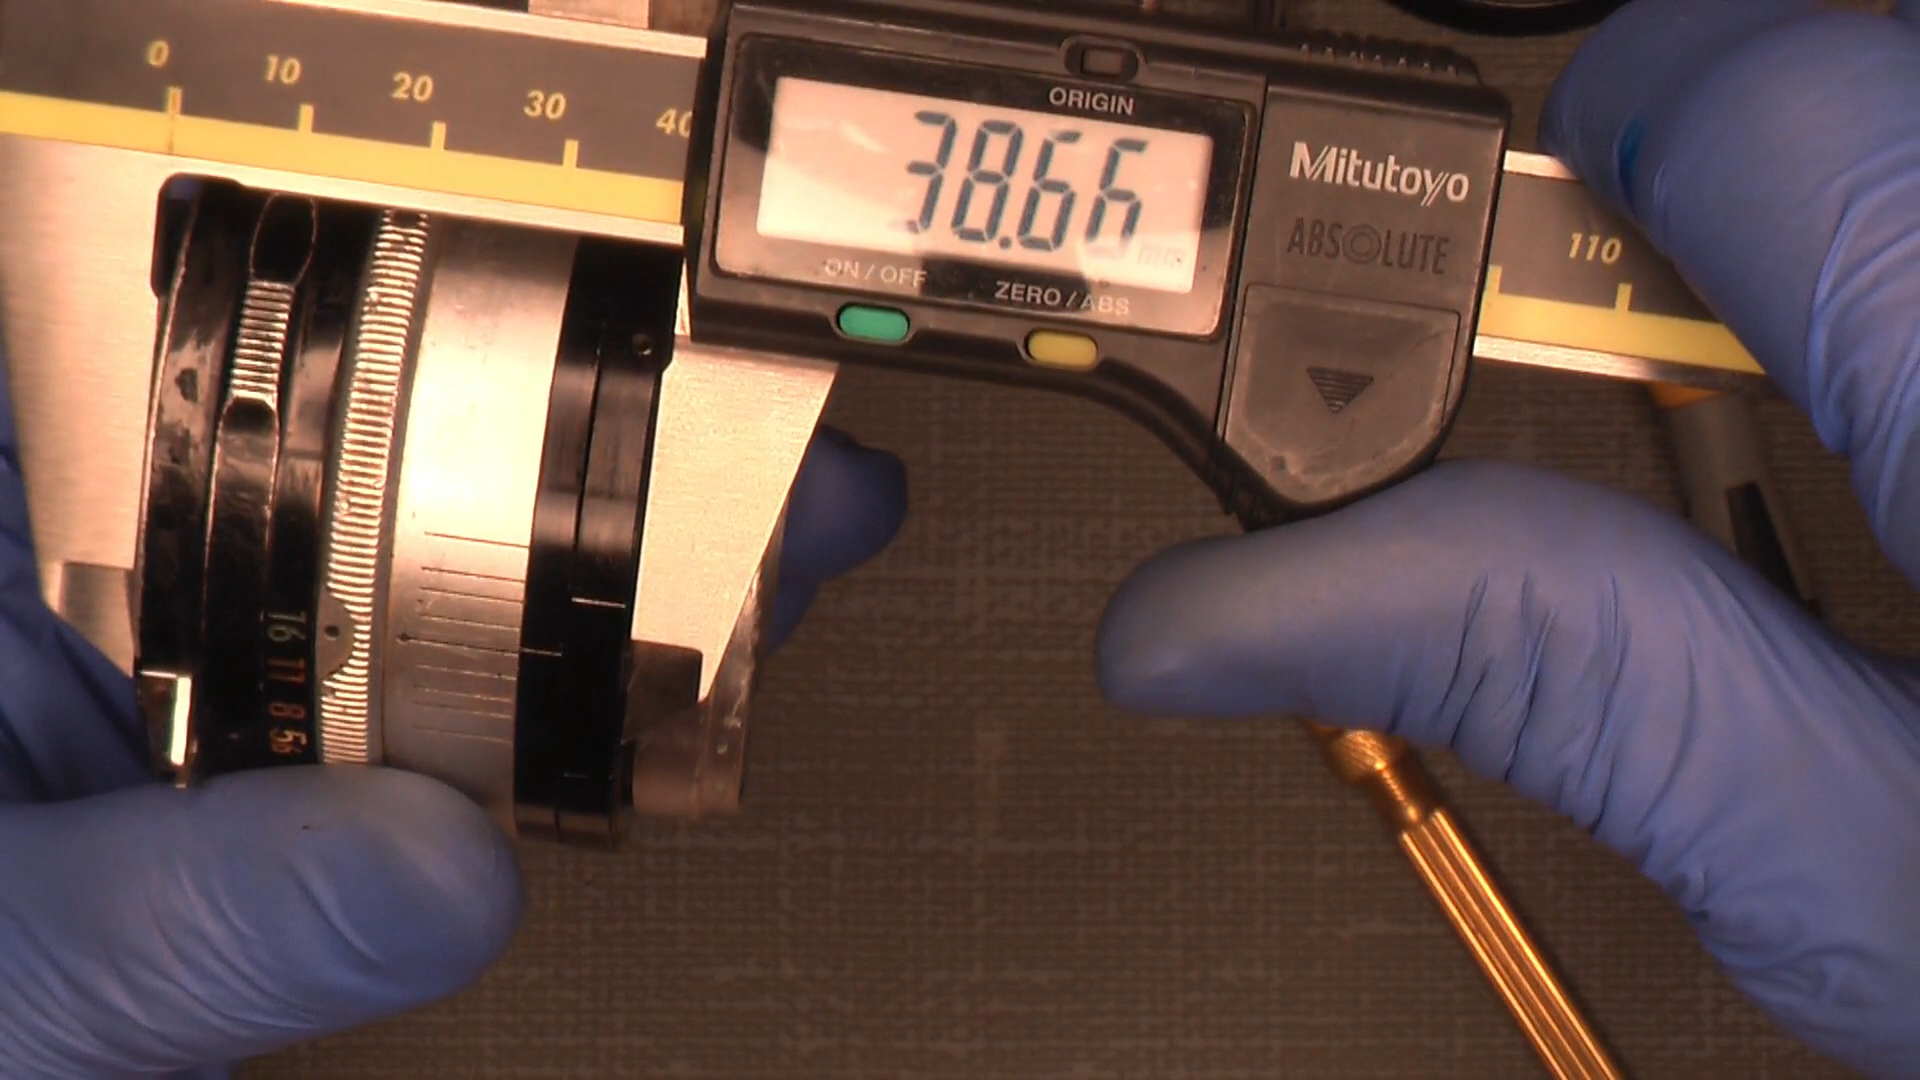 0 10 20 30 40
ORIGIN
38.66 mm
ON / OFF
ZERO / ABS
Mitutoyo
ABSOLUTE
110
16 11 8 5.6